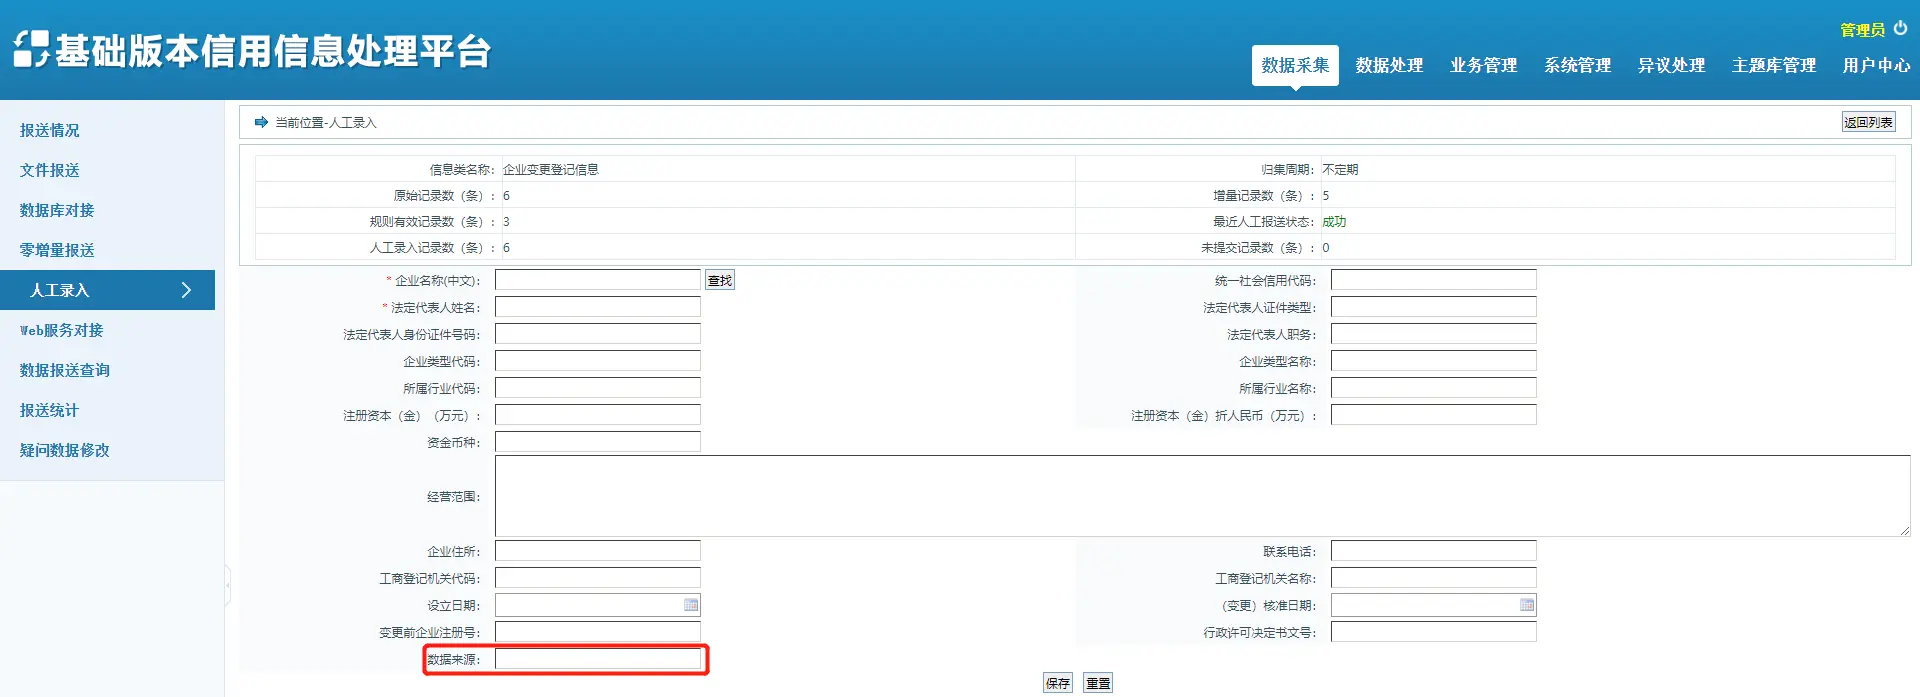 基础版本信用信息处理平台
管理员
数据采集 数据处理 业务管理 系统管理 异议处理 主题库管理 用户中心
报送情况
文件报送
数据库对接
零增量报送
人工录入
Web服务对接
数据报送查询
报送统计
疑问数据修改
当前位置-人工录入 返回列表
信息类名称: 企业变更登记信息 归集周期: 不定期
原始记录数（条）: 6 增量记录数（条）: 5
规则有效记录数（条）: 3 最近人工报送状态: 成功
人工录入记录数（条）: 6 未提交记录数（条）: 0
* 企业名称(中文): 查找 统一社会信用代码:
* 法定代表人姓名: 法定代表人证件类型:
法定代表人身份证件号码: 法定代表人职务:
企业类型代码: 企业类型名称:
所属行业代码: 所属行业名称:
注册资本（金）（万元）: 注册资本（金）折人民币（万元）:
资金币种:
经营范围:
企业住所: 联系电话:
工商登记机关代码: 工商登记机关名称:
设立日期: （变更）核准日期:
变更前企业注册号: 行政许可决定书文号:
数据来源:
保存 重置